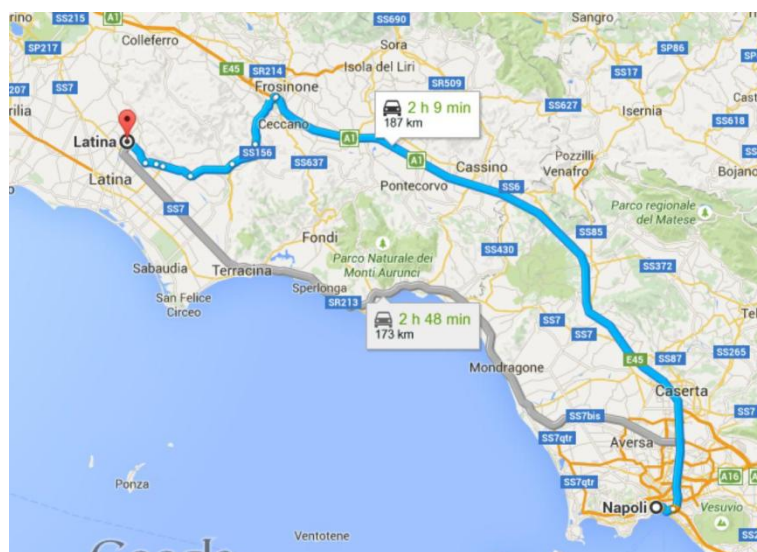 SS215
A1
SS690
Sangro
Colleferro
SP217
Sora
SP86
SS7
E45
SR214
Isola del Liri
SS17
207
Frosinone
SR509
2 h 9 min
187 km
SS627
Isernia
Ceccano
SS618
Latina
A1
SS156
SS637
A1
Cassino
Pozzilli
Venafro
Bojano
Latina
Pontecorvo
SS6
SS7
Parco regionale
del Matese
Fondi
SS85
SS430
Sabaudia
Terracina
Parco Naturale dei
Monti Aurunci
SS372
San Felice
Circeo
Sperlonga
SR213
2 h 48 min
173 km
SS7
SS7
SS265
E45
SS87
Mondragone
Caserta
SS7bis
SS7
SS7qtr
Aversa
A16
Ponza
SS7qtr
Napoli
Vesuvio
Ventotene
Google